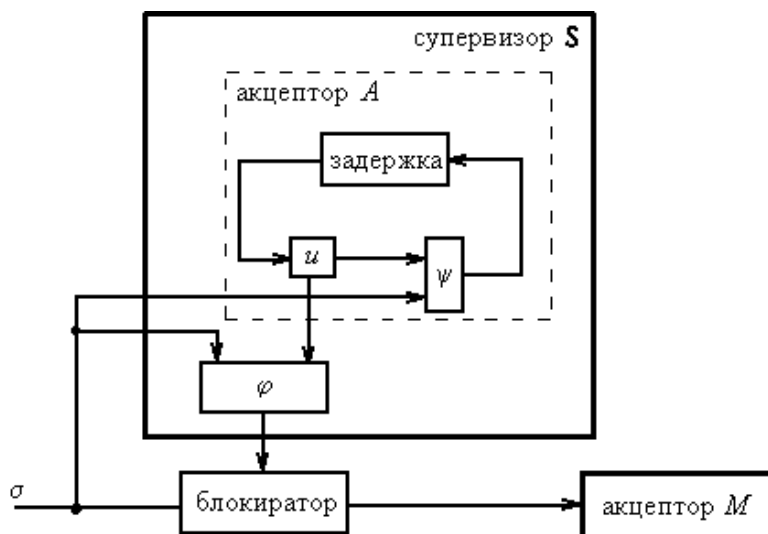 супервизор S
акцептор A
задержка
u
ψ
φ
σ
блокиратор
акцептор M